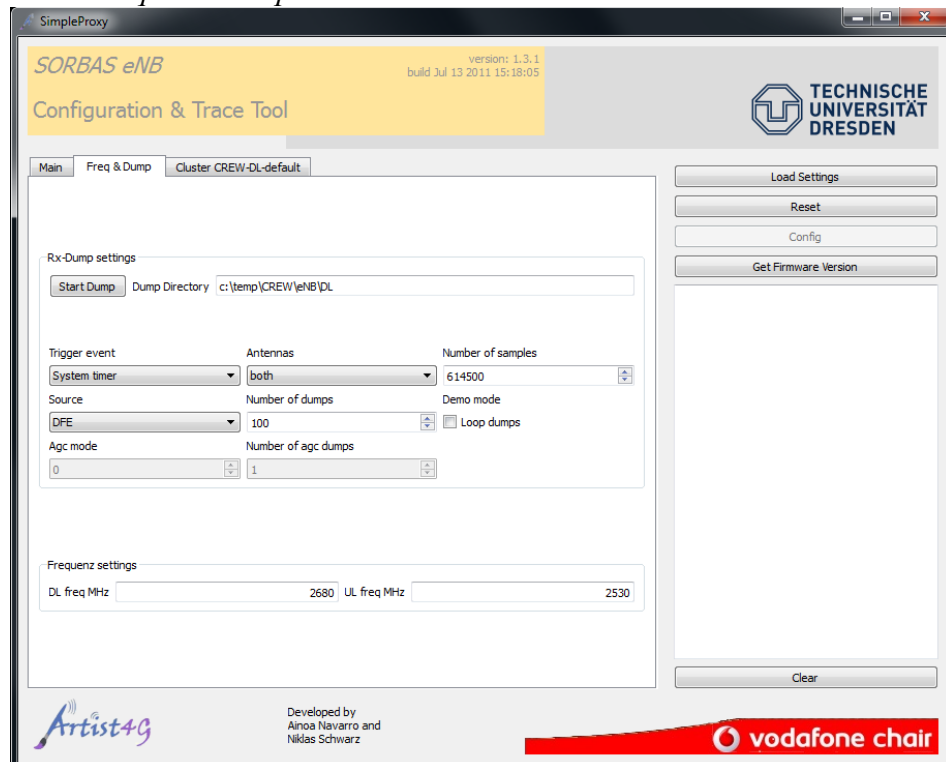 SimpleProxy
SORBAS eNB
version: 1.3.1
build Jul 13 2011 15:18:05
Configuration & Trace Tool
TECHNISCHE
UNIVERSITÄT
DRESDEN
Main Freq & Dump Cluster CREW-DL-default
Rx-Dump settings
Start Dump Dump Directory c:\temp\CREW\eNB\DL
Trigger event Antennas Number of samples
System timer both 614500
Source Number of dumps Demo mode
DFE 100 Loop dumps
Agc mode Number of agc dumps
0 1
Frequenz settings
DL freq MHz 2680 UL freq MHz 2530
Load Settings
Reset
Config
Get Firmware Version
Clear
Artist4G
Developed by
Ainoa Navarro and
Niklas Schwarz
vodafone chair